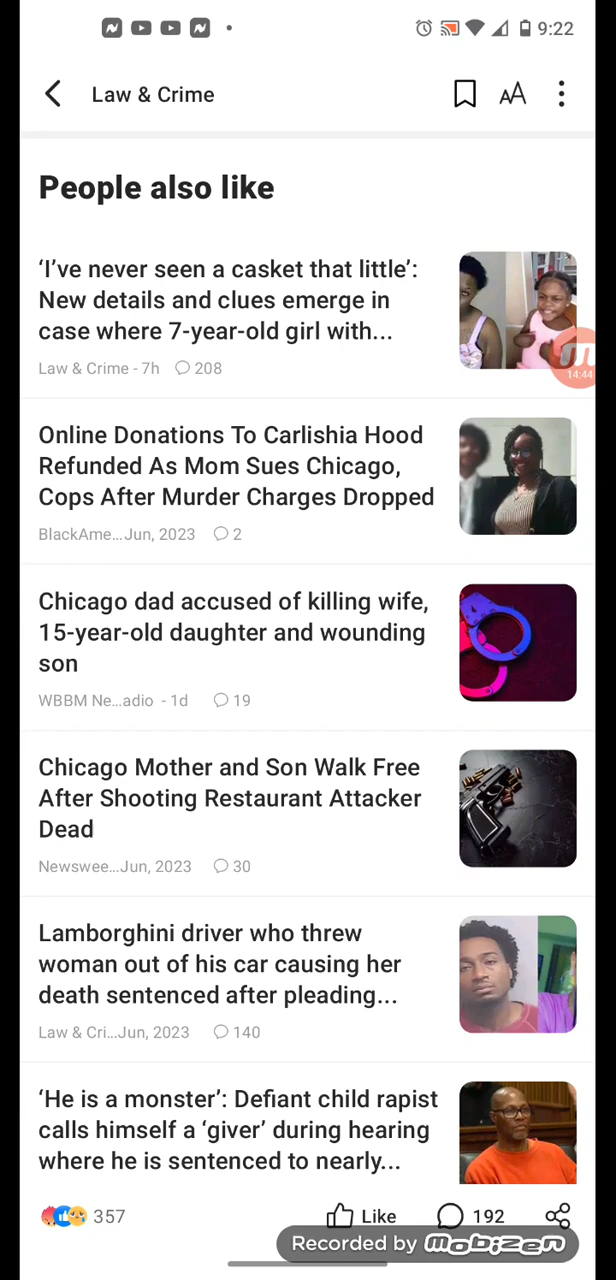 9:22
Law & Crime
AA
People also like
‘I’ve never seen a casket that little’:
New details and clues emerge in
case where 7-year-old girl with...
Law & Crime - 7h 208
14:44
Online Donations To Carlishia Hood
Refunded As Mom Sues Chicago,
Cops After Murder Charges Dropped
BlackAme...Jun, 2023 2
Chicago dad accused of killing wife,
15-year-old daughter and wounding
son
WBBM Ne...adio - 1d 19
Chicago Mother and Son Walk Free
After Shooting Restaurant Attacker
Dead
Newswee...Jun, 2023 30
Lamborghini driver who threw
woman out of his car causing her
death sentenced after pleading...
Law & Cri...Jun, 2023 140
‘He is a monster’: Defiant child rapist
calls himself a ‘giver’ during hearing
where he is sentenced to nearly...
357 Like 192
Recorded by mobizen